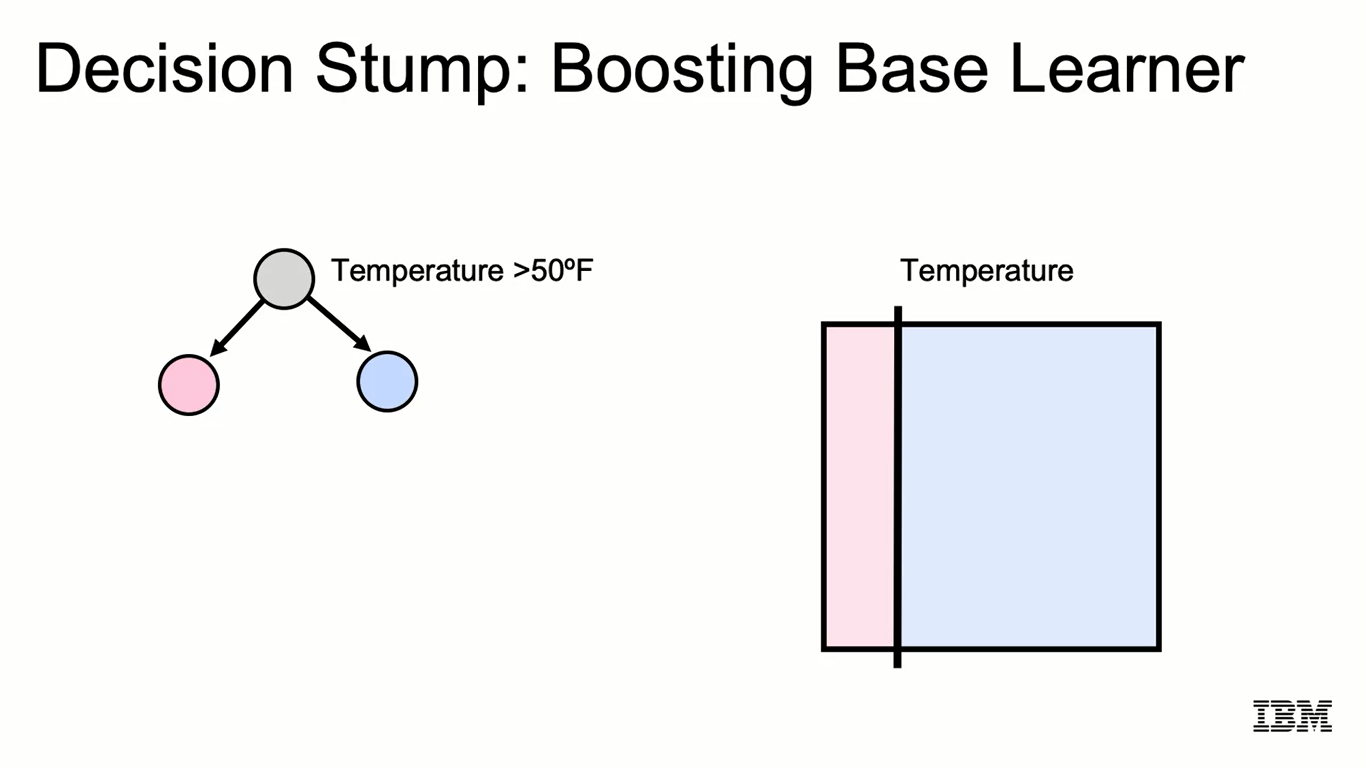 Decision Stump: Boosting Base Learner
Temperature >50ºF
Temperature
IBM